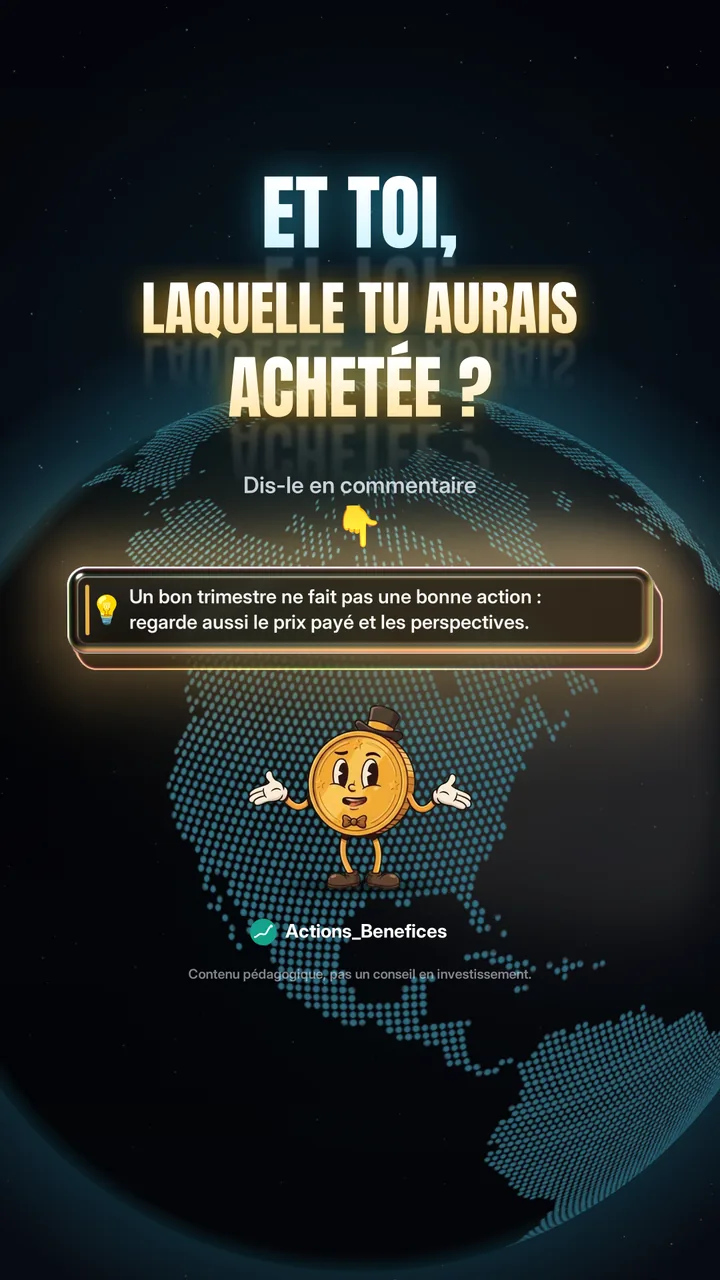 ET TOI,
LAQUELLE TU AURAIS
ACHETÉE ?
Dis-le en commentaire
👇
💡 Un bon trimestre ne fait pas une bonne action :
regarde aussi le prix payé et les perspectives.
Actions_Benefices
Contenu pédagogique, pas un conseil en investissement.